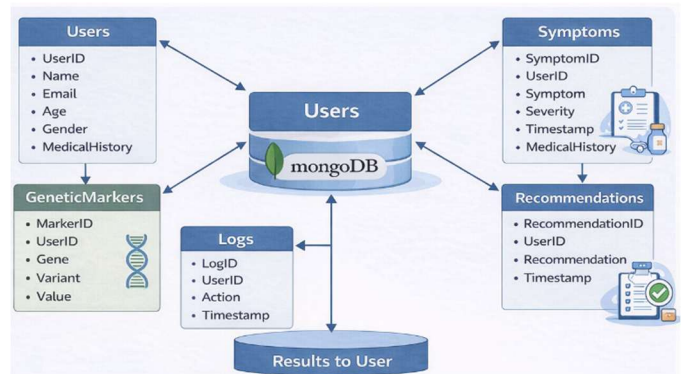 Users
• UserID
• Name
• Email
• Age
• Gender
• MedicalHistory
Users
mongoDB
Symptoms
• SymptomID
• UserID
• Symptom
• Severity
• Timestamp
• MedicalHistory
GeneticMarkers
• MarkerID
• UserID
• Gene
• Variant
• Value
Logs
• LogID
• UserID
• Action
• Timestamp
Recommendations
• RecommendationID
• UserID
• Recommendation
• Timestamp
Results to User